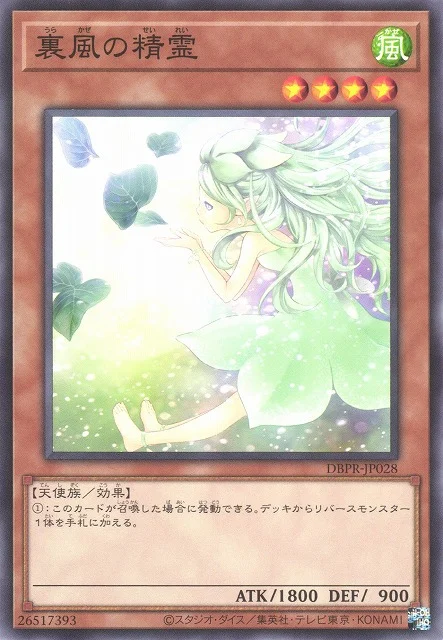 裏風の精霊
風
DBPR-JP028
【天使族/効果】
①:このカードが召喚した場合に発動できる。デッキからリバースモンスター
1体を手札に加える。
ATK/1800 DEF/ 900
26517393 ©スタジオ・ダイス/集英社・テレビ東京・KONAMI